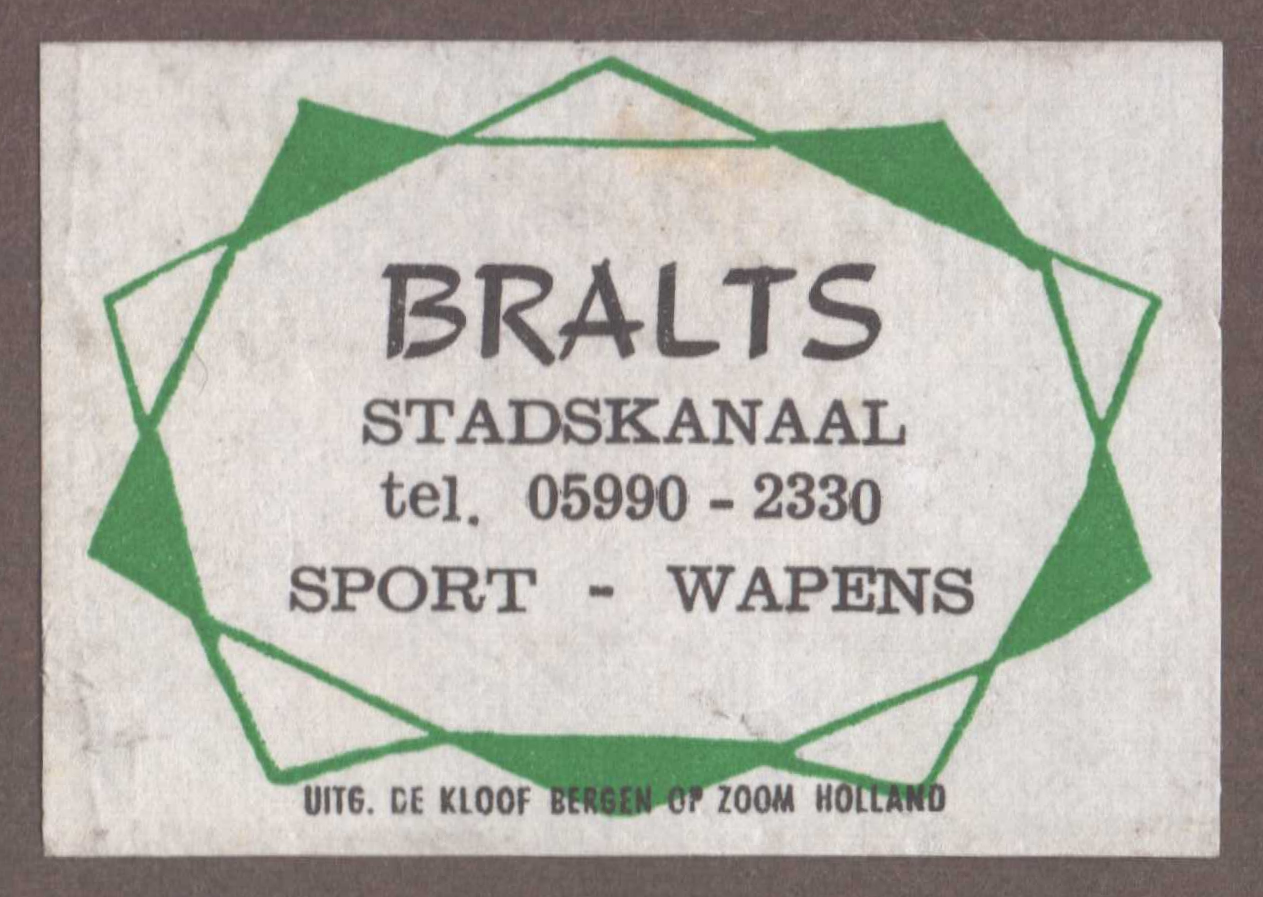 BRALTS
STADSKANAAL
tel. 05990 - 2330
SPORT - WAPENS
UITG. DE KLOOF BERGEN OP ZOOM HOLLAND